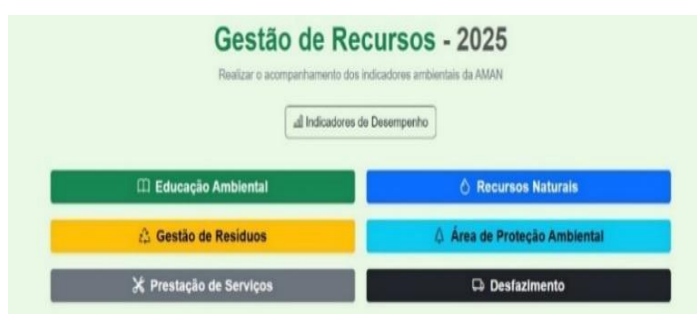 Gestão de Recursos - 2025
Realizar o acompanhamento dos indicadores ambientais da AMAN
Indicadores de Desempenho
Educação Ambiental
Recursos Naturais
Gestão de Resíduos
Área de Proteção Ambiental
Prestação de Serviços
Desfazimento